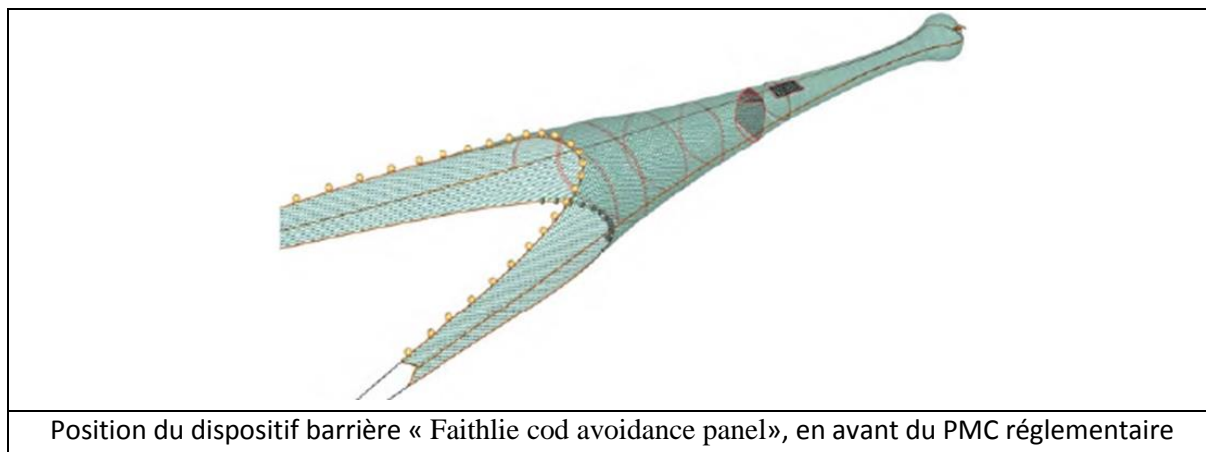 Position du dispositif barrière « Faithlie cod avoidance panel», en avant du PMC réglementaire